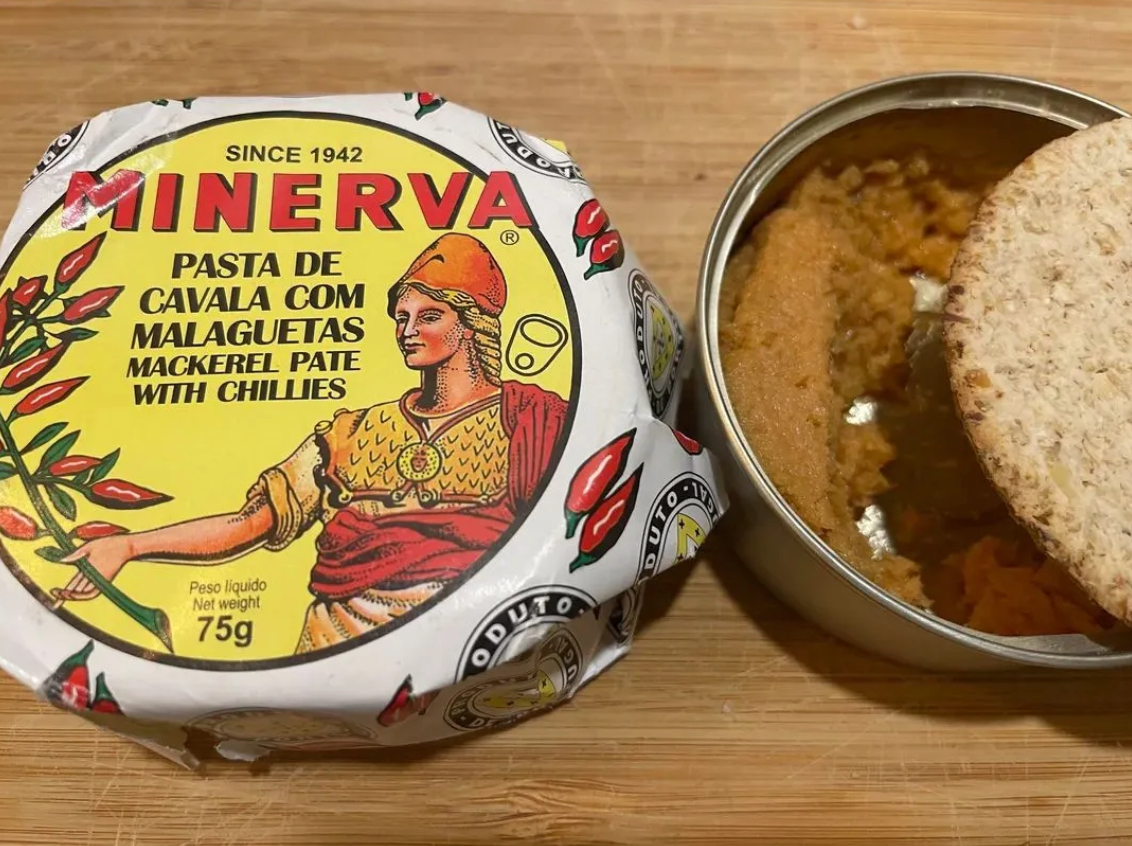 SINCE 1942
MINERVA
®
PASTA DE
CAVALA COM
MALAGUETAS
MACKEREL PATE
WITH CHILLIES
Peso líquido
Net weight
75g